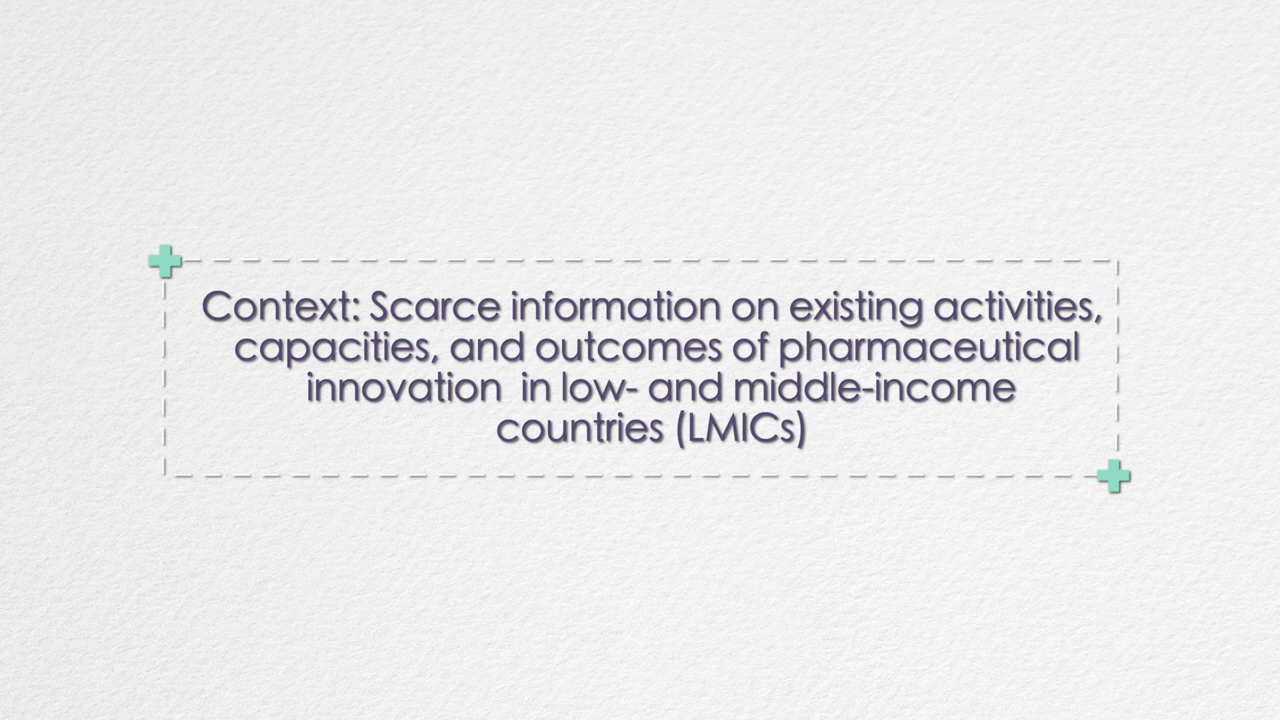 Context: Scarce information on existing activities,
capacities, and outcomes of pharmaceutical
innovation  in low- and middle-income
countries (LMICs)